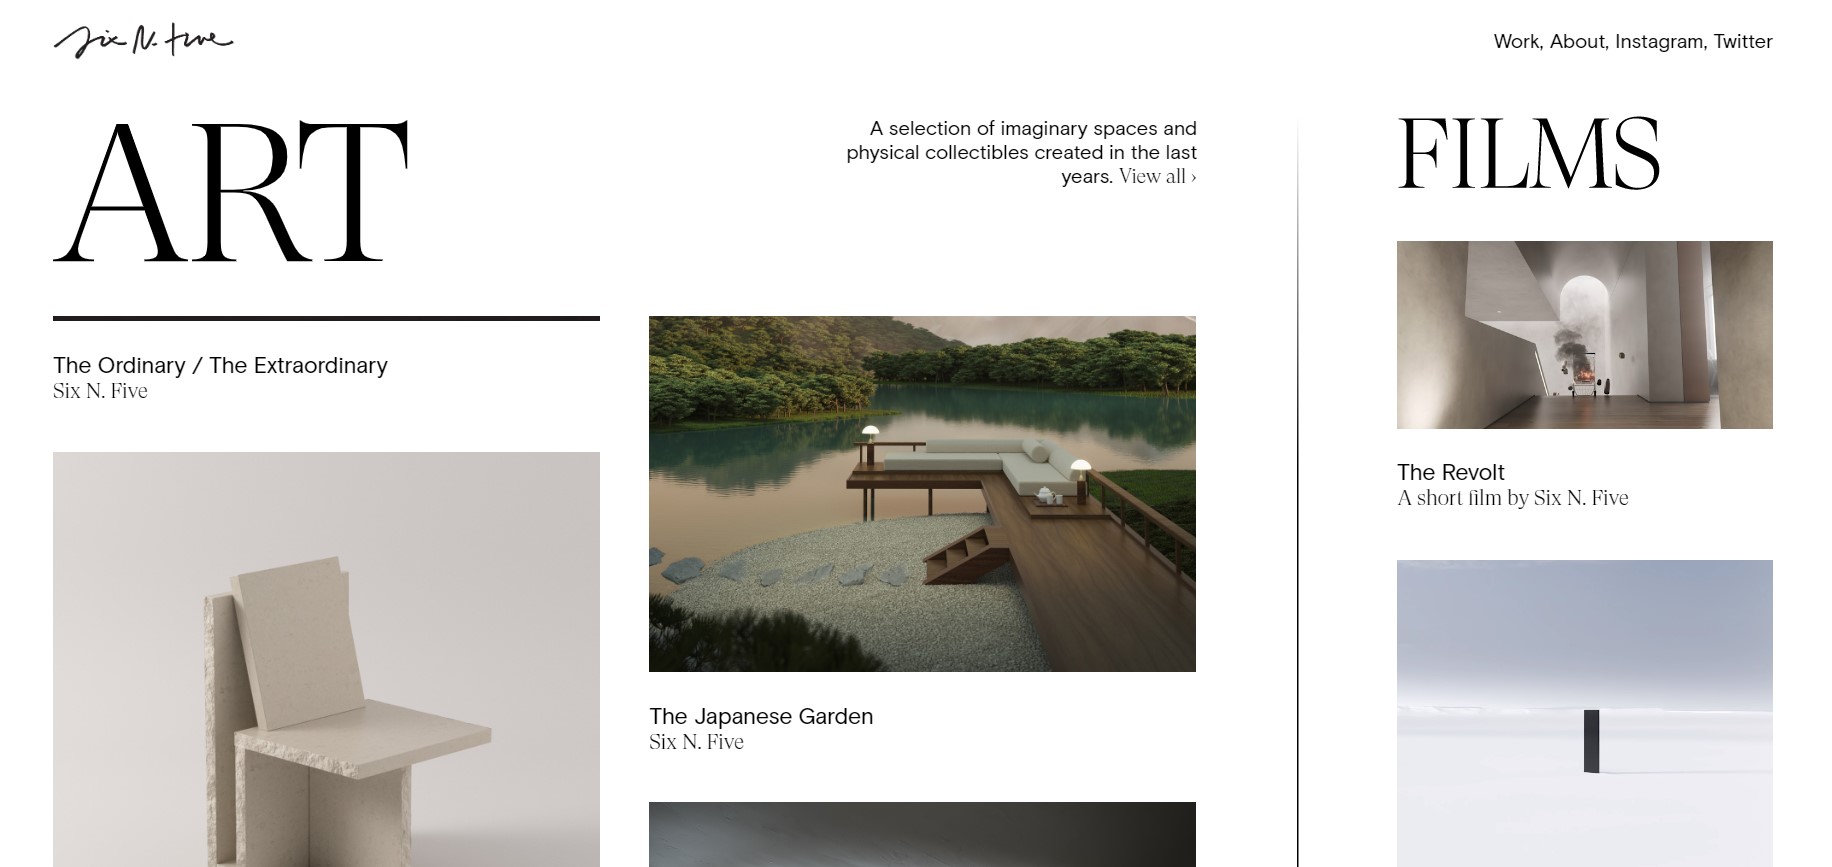 Six N. Five
Work, About, Instagram, Twitter
ART
A selection of imaginary spaces and
physical collectibles created in the last
years. View all ›
The Ordinary / The Extraordinary
Six N. Five
The Japanese Garden
Six N. Five
FILMS
The Revolt
A short film by Six N. Five